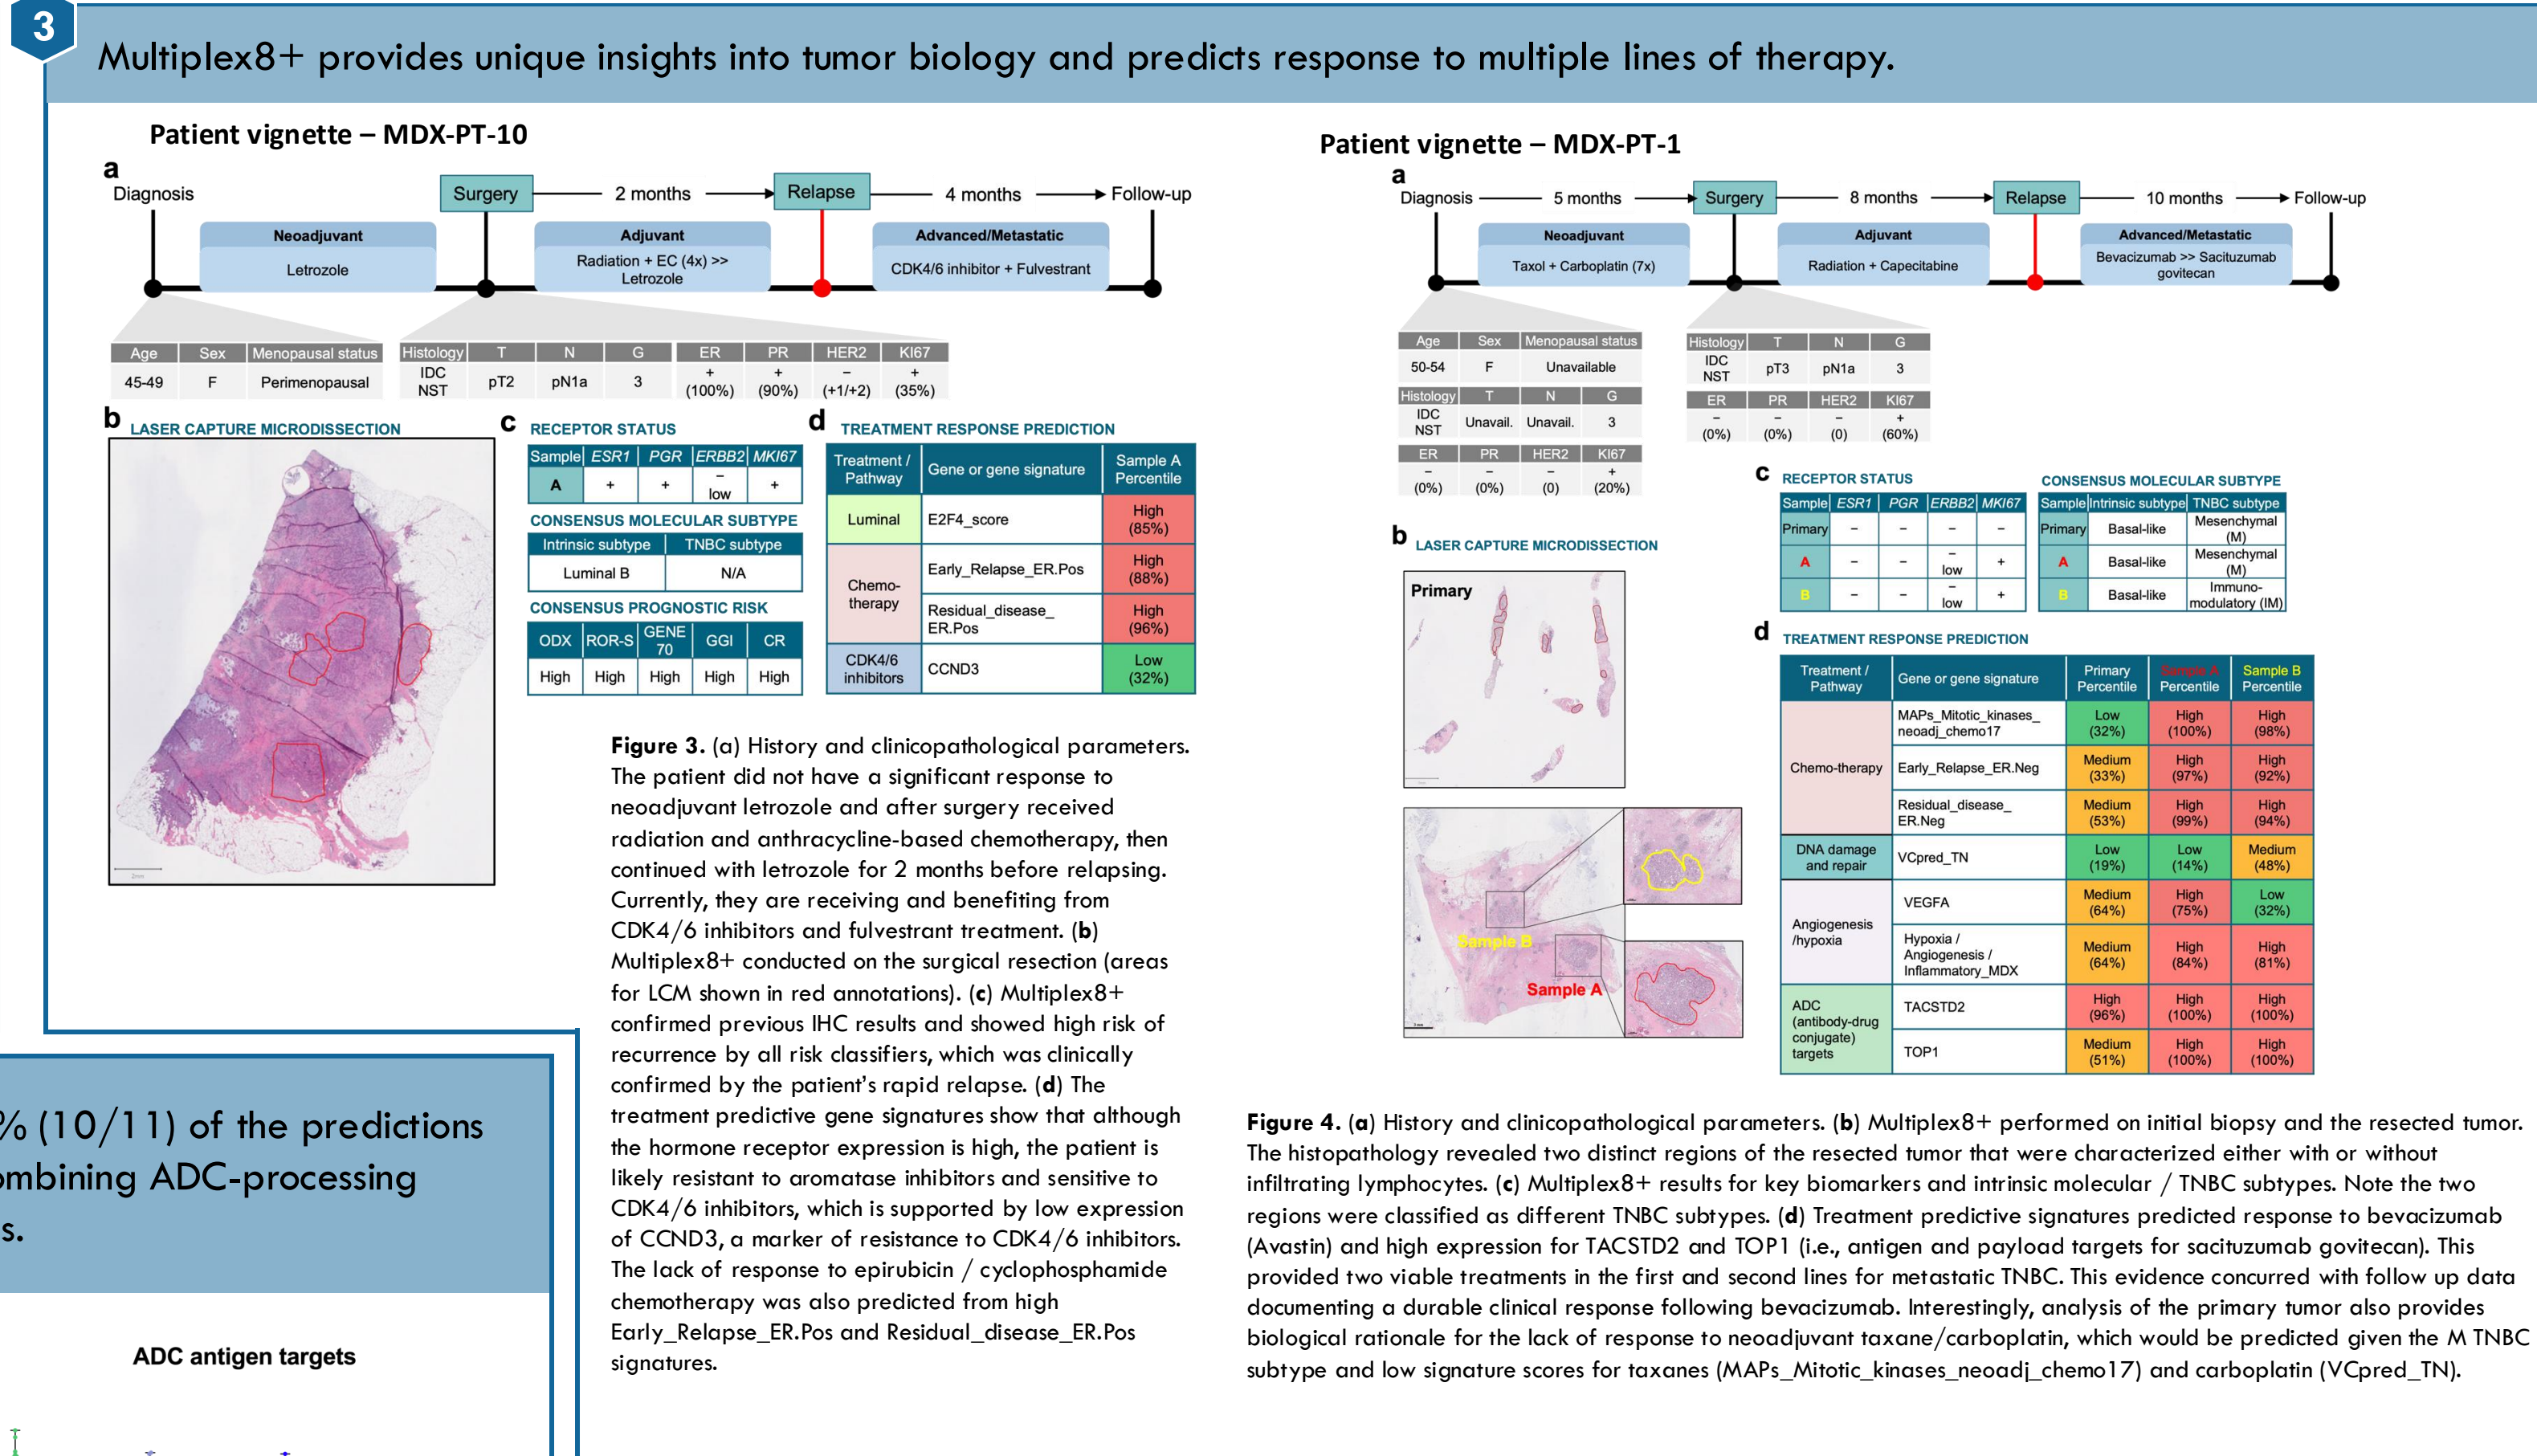 3
Multiplex8+ provides unique insights into tumor biology and predicts response to multiple lines of therapy.
Patient vignette – MDX-PT-10
a
Diagnosis
Surgery
2 months
Relapse
4 months
Follow-up
Neoadjuvant
Letrozole
Adjuvant
Radiation + EC (4x) >>
Letrozole
Advanced/Metastatic
CDK4/6 inhibitor + Fulvestrant
Age Sex Menopausal status
45-49 F Perimenopausal
Histology T N G ER PR HER2 KI67
IDC NST pT2 pN1a 3 + (100%) + (90%) – (+1/+2) + (35%)
b LASER CAPTURE MICRODISSECTION
2mm
c RECEPTOR STATUS
Sample ESR1 PGR ERBB2 MKI67
A + + – low +
CONSENSUS MOLECULAR SUBTYPE
Intrinsic subtype TNBC subtype
Luminal B N/A
CONSENSUS PROGNOSTIC RISK
ODX ROR-S GENE 70 GGI CR
High High High High High
d TREATMENT RESPONSE PREDICTION
Treatment / Pathway Gene or gene signature Sample A Percentile
Luminal E2F4_score High (85%)
Chemo-therapy Early_Relapse_ER.Pos High (88%)
Residual_disease_ER.Pos High (96%)
CDK4/6 inhibitors CCND3 Low (32%)
Figure 3. (a) History and clinicopathological parameters.
The patient did not have a significant response to
neoadjuvant letrozole and after surgery received
radiation and anthracycline-based chemotherapy, then
continued with letrozole for 2 months before relapsing.
Currently, they are receiving and benefiting from
CDK4/6 inhibitors and fulvestrant treatment. (b)
Multiplex8+ conducted on the surgical resection (areas
for LCM shown in red annotations). (c) Multiplex8+
confirmed previous IHC results and showed high risk of
recurrence by all risk classifiers, which was clinically
confirmed by the patient's rapid relapse. (d) The
treatment predictive gene signatures show that although
the hormone receptor expression is high, the patient is
likely resistant to aromatase inhibitors and sensitive to
CDK4/6 inhibitors, which is supported by low expression
of CCND3, a marker of resistance to CDK4/6 inhibitors.
The lack of response to epirubicin / cyclophosphamide
chemotherapy was also predicted from high
Early_Relapse_ER.Pos and Residual_disease_ER.Pos
signatures.
Patient vignette – MDX-PT-1
a
Diagnosis
5 months
Surgery
8 months
Relapse
10 months
Follow-up
Neoadjuvant
Taxol + Carboplatin (7x)
Adjuvant
Radiation + Capecitabine
Advanced/Metastatic
Bevacizumab >> Sacituzumab
govitecan
Age Sex Menopausal status
50-54 F Unavailable
Histology T N G
IDC NST Unavail. Unavail. 3
ER PR HER2 KI67
– (0%) – (0%) – (0) + (20%)
Histology T N G
IDC NST pT3 pN1a 3
ER PR HER2 KI67
– (0%) – (0%) – (0) + (60%)
b LASER CAPTURE MICRODISSECTION
Primary
Sample B
Sample A
c RECEPTOR STATUS
Sample ESR1 PGR ERBB2 MKI67
Primary – – – –
A – – – low +
B – – – low +
CONSENSUS MOLECULAR SUBTYPE
Sample Intrinsic subtype TNBC subtype
Primary Basal-like Mesenchymal (M)
A Basal-like Mesenchymal (M)
B Basal-like Immuno-modulatory (IM)
d TREATMENT RESPONSE PREDICTION
Treatment / Pathway Gene or gene signature Primary Percentile Sample A Percentile Sample B Percentile
Chemo-therapy MAPs_Mitotic_kinases_neoadj_chemo17 Low (32%) High (100%) High (98%)
Early_Relapse_ER.Neg Medium (33%) High (97%) High (92%)
Residual_disease_ER.Neg Medium (53%) High (99%) High (94%)
DNA damage and repair VCpred_TN Low (19%) Low (14%) Medium (48%)
Angiogenesis /hypoxia VEGFA Medium (64%) High (75%) Low (32%)
Hypoxia / Angiogenesis / Inflammatory_MDX Medium (64%) High (84%) High (81%)
ADC (antibody-drug conjugate) targets TACSTD2 High (96%) High (100%) High (100%)
TOP1 Medium (51%) High (100%) High (100%)
Figure 4. (a) History and clinicopathological parameters. (b) Multiplex8+ performed on initial biopsy and the resected tumor.
The histopathology revealed two distinct regions of the resected tumor that were characterized either with or without
infiltrating lymphocytes. (c) Multiplex8+ results for key biomarkers and intrinsic molecular / TNBC subtypes. Note the two
regions were classified as different TNBC subtypes. (d) Treatment predictive signatures predicted response to bevacizumab
(Avastin) and high expression for TACSTD2 and TOP1 (i.e., antigen and payload targets for sacituzumab govitecan). This
provided two viable treatments in the first and second lines for metastatic TNBC. This evidence concurred with follow up data
documenting a durable clinical response following bevacizumab. Interestingly, analysis of the primary tumor also provides
biological rationale for the lack of response to neoadjuvant taxane/carboplatin, which would be predicted given the M TNBC
subtype and low signature scores for taxanes (MAPs_Mitotic_kinases_neoadj_chemo17) and carboplatin (VCpred_TN).
% (10/11) of the predictions
ombining ADC-processing
s.
ADC antigen targets